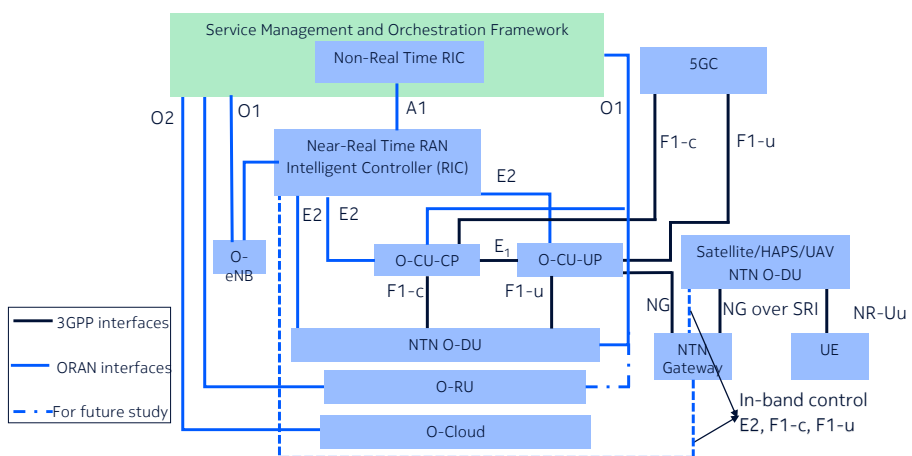 Service Management and Orchestration Framework
Non-Real Time RIC
5GC
O2
O1
A1
O1
F1-c
F1-u
Near-Real Time RAN
Intelligent Controller (RIC)
E2
E2
E2
O-
eNB
O-CU-CP
E1
O-CU-UP
Satellite/HAPS/UAV
NTN O-DU
F1-c
F1-u
NG
NG over SRI
NR-Uu
3GPP interfaces
ORAN interfaces
For future study
NTN O-DU
O-RU
O-Cloud
NTN
Gateway
UE
In-band control
E2, F1-c, F1-u